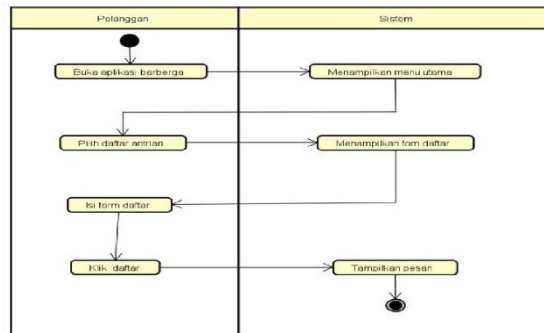 Pelanggan
Sistem
Buka aplikasi barberga
Menampilkan menu utama
Pilih daftar antrian
Menampilkan fom daftar
Isi form daftar
Klik daftar
Tampilkan pesan